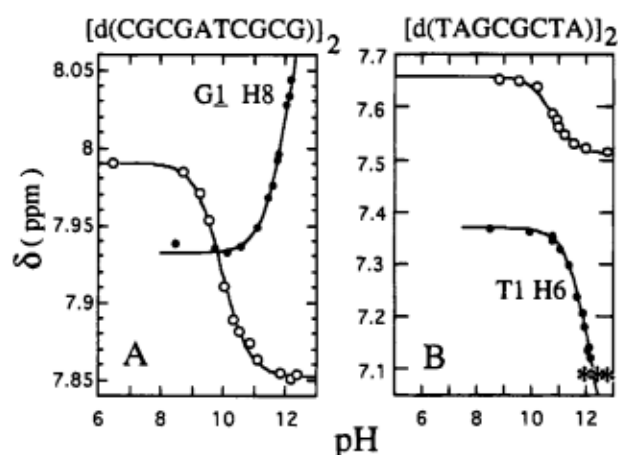 [d(CGCGATCGCG)]2 [d(TAGCGCTA)]2
8.05 7.7
G1 H8
7.6
8
7.5
7.95 7.4
δ (ppm)
7.3
7.9 T1 H6
7.2
A B
7.85 7.1 ***
6 8 10 12 6 8 10 12
pH